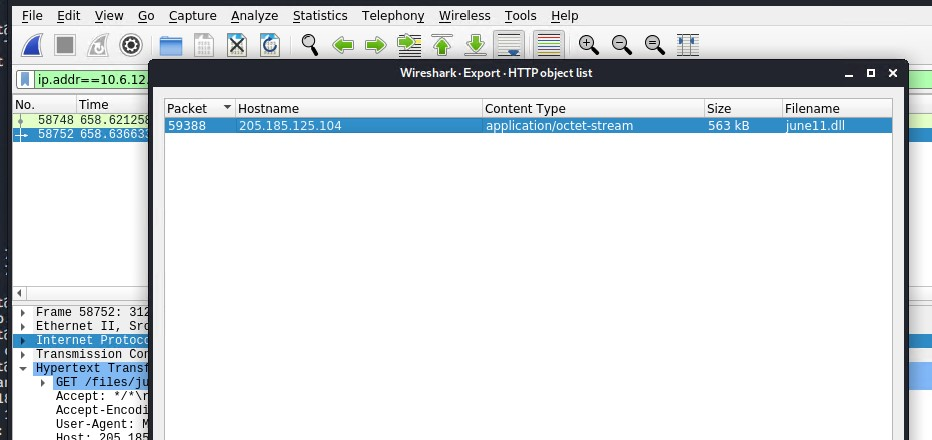 File Edit View Go Capture Analyze Statistics Telephony Wireless Tools Help
ip.addr==10.6.12.
Wireshark · Export · HTTP object list
No. Time
58748 658.621258
58752 658.636633
Packet Hostname Content Type Size Filename
59388 205.185.125.104 application/octet-stream 563 kB june11.dll
Frame 58752: 312
Ethernet II, Src
Internet Protoco
Transmission Con
Hypertext Transf
GET /files/ju
Accept: */*\r
Accept-Encodi
User-Agent: M
Host: 205.185